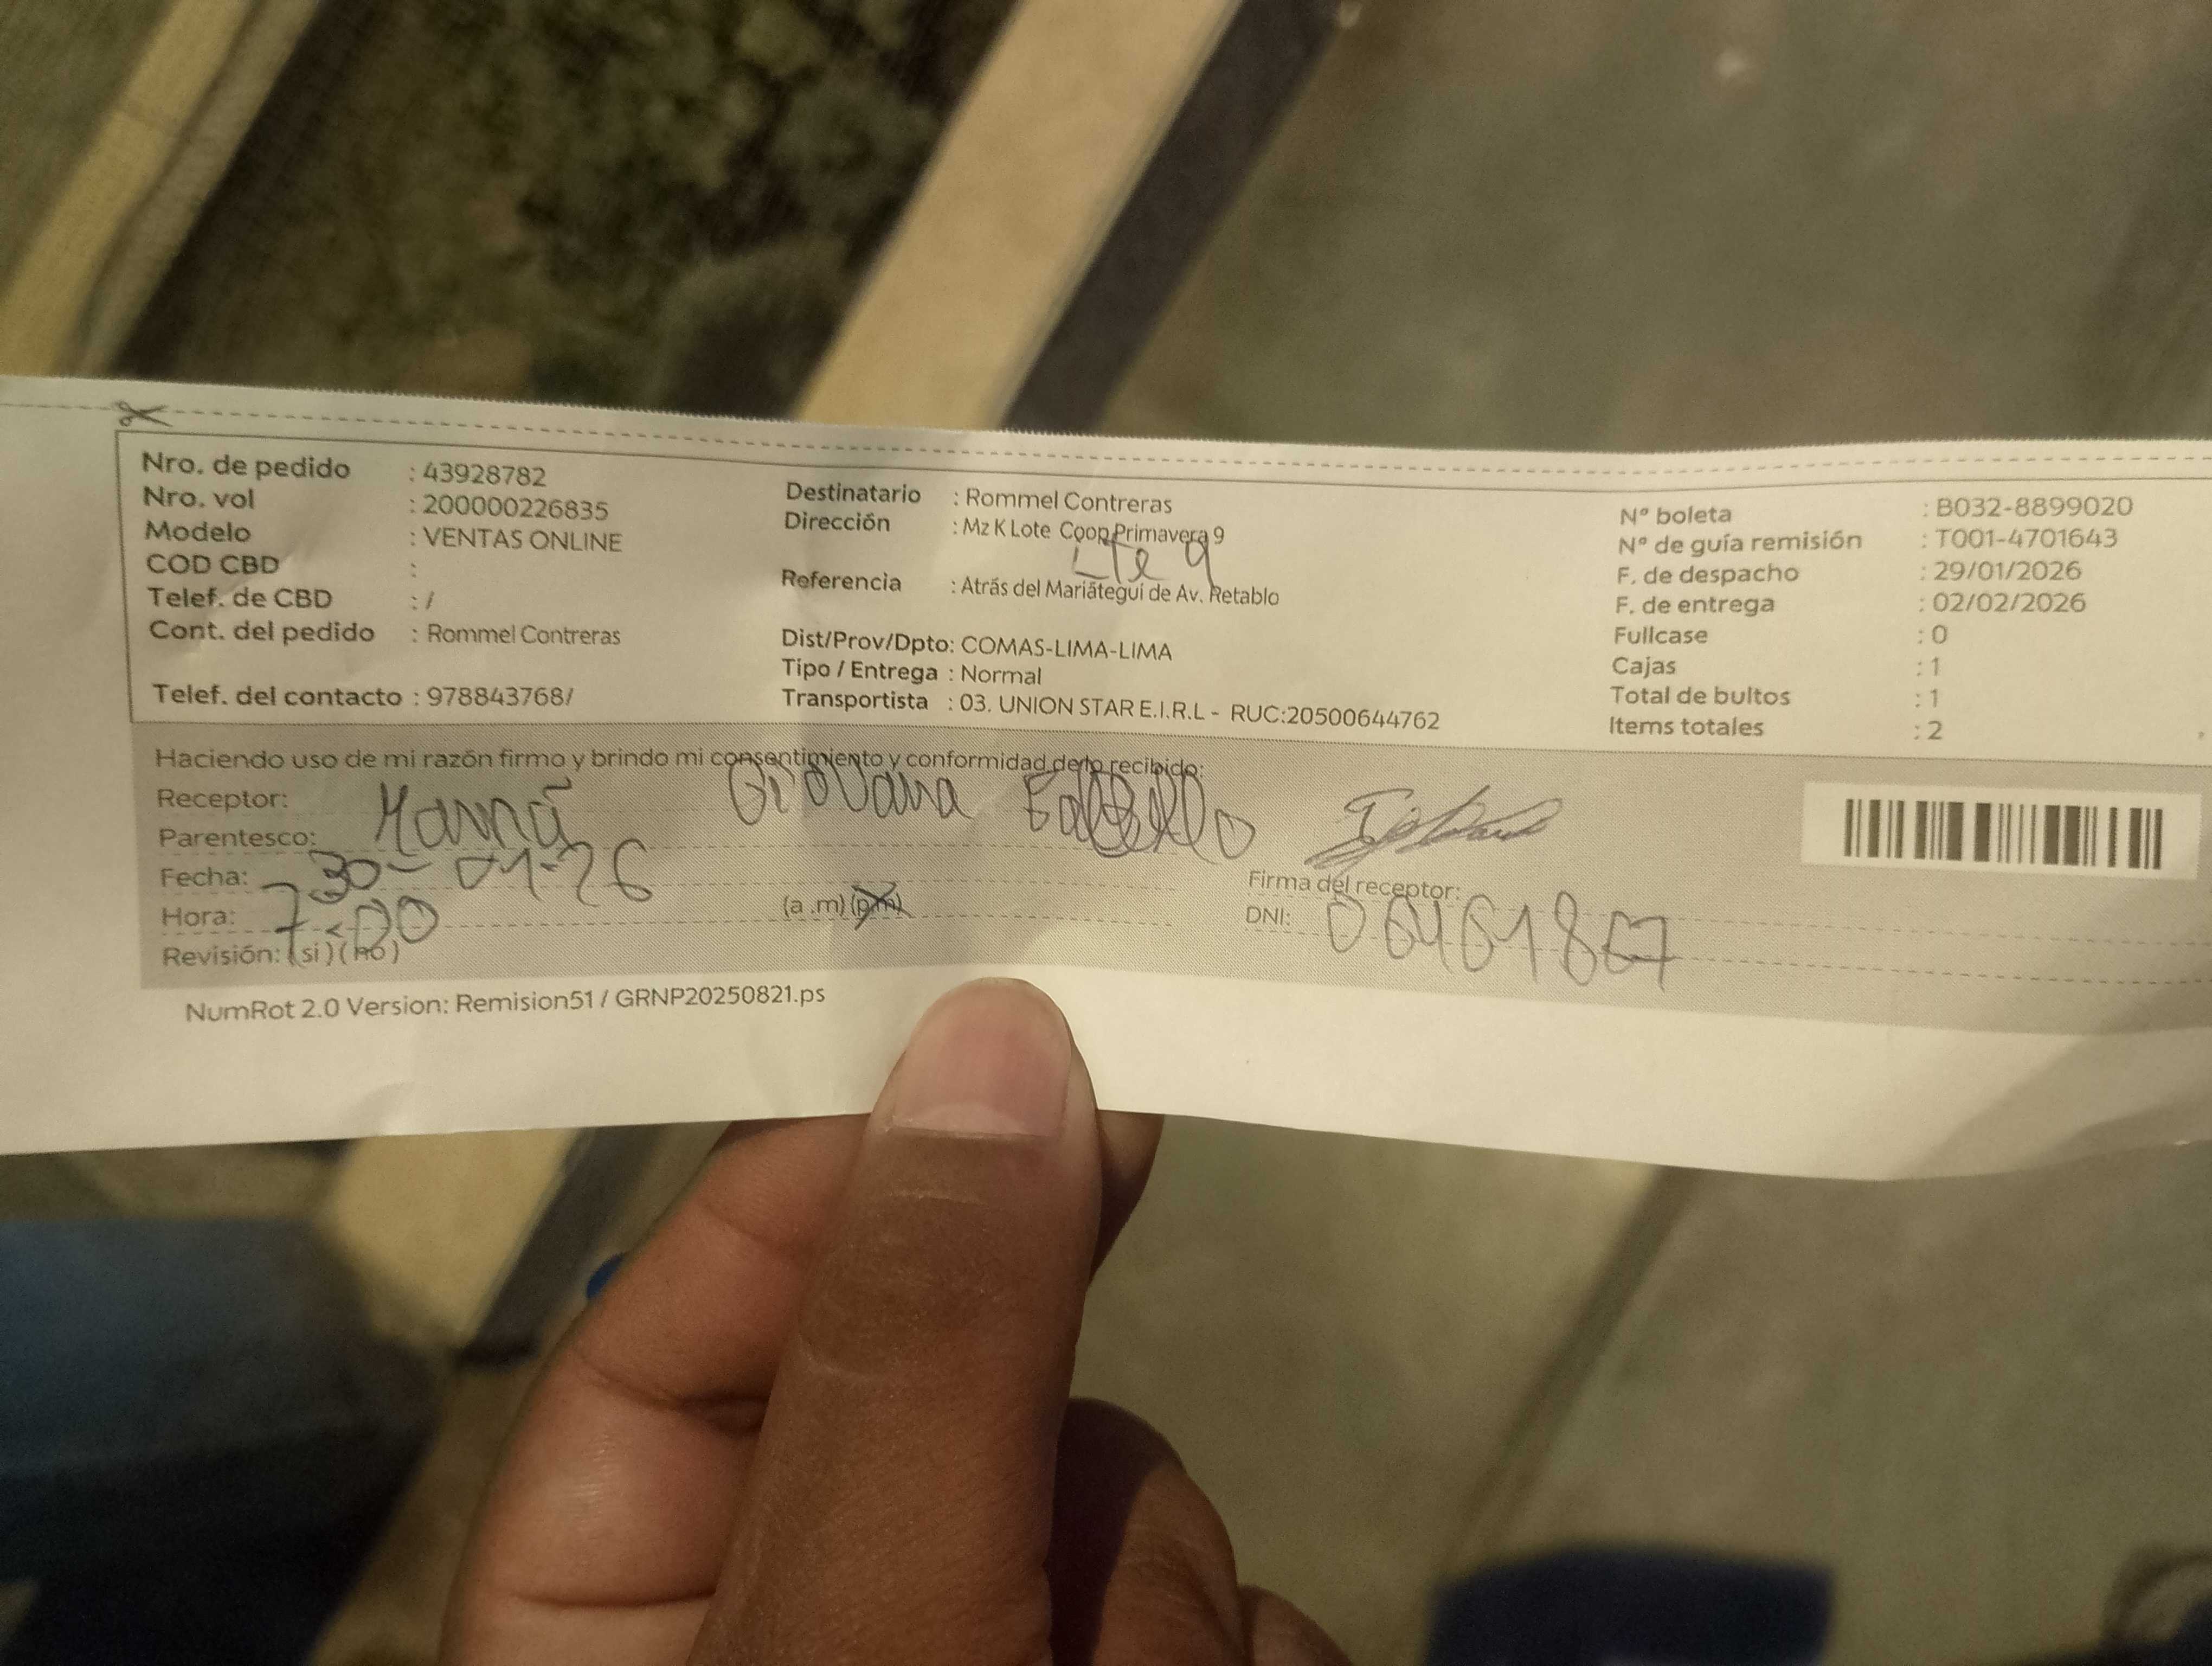 Nro. de pedido : 43928782
Nro. vol : 200000226835
Modelo : VENTAS ONLINE
COD CBD :
Telef. de CBD : /
Cont. del pedido : Rommel Contreras
Telef. del contacto : 978843768/
Destinatario : Rommel Contreras
Dirección : Mz K Lote Coop Primavera 9
Lte 9
Referencia : Atrás del Mariátegui de Av. Retablo
Dist/Prov/Dpto: COMAS-LIMA-LIMA
Tipo / Entrega : Normal
Transportista : 03. UNION STAR E.I.R.L - RUC:20500644762
Nº boleta : B032-8899020
Nº de guía remisión : T001-4701643
F. de despacho : 29/01/2026
F. de entrega : 02/02/2026
Fullcase : 0
Cajas : 1
Total de bultos : 1
Items totales : 2
Haciendo uso de mi razón firmo y brindo mi consentimiento y conformidad de lo recibido:
Receptor: Giovana
Parentesco: Mamá
Fecha: 30-01-26
Hora: 7:00 (a .m) (p.m)
Revisión: (si) (no)
Firma del receptor:
DNI:
NumRot 2.0 Version: Remision51 / GRNP20250821.ps